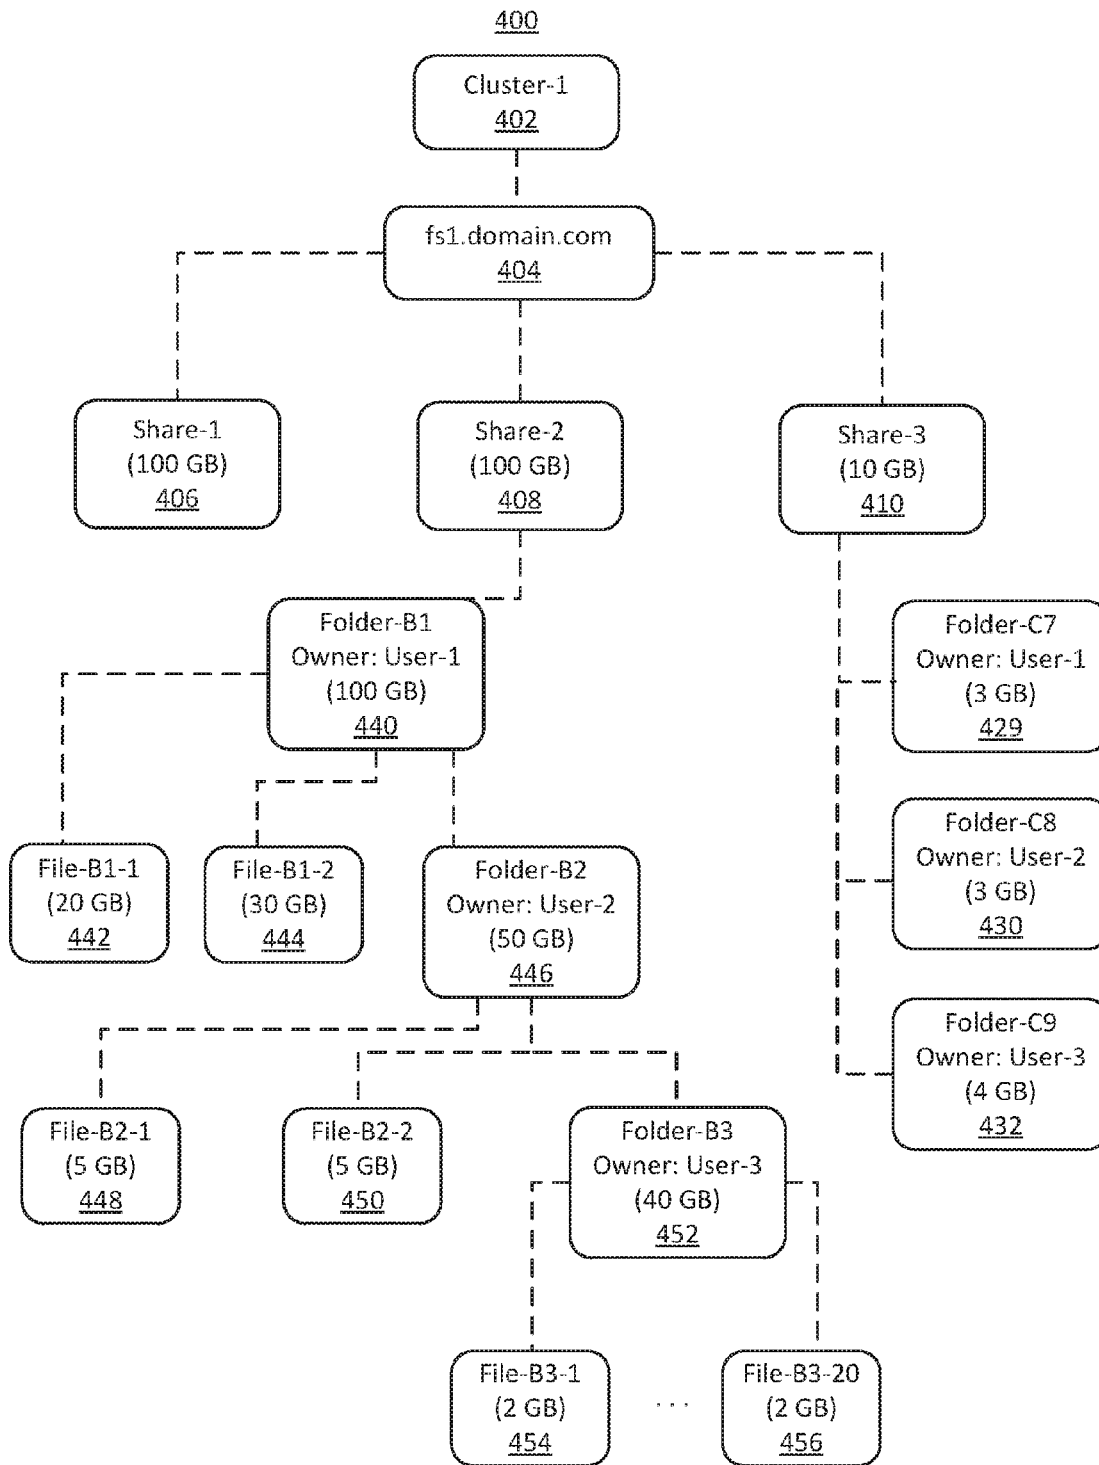 400
Cluster-1
402
fs1.domain.com
404
Share-1
(100 GB)
406
Share-2
(100 GB)
408
Share-3
(10 GB)
410
Folder-B1
Owner: User-1
(100 GB)
440
Folder-C7
Owner: User-1
(3 GB)
429
File-B1-1
(20 GB)
442
File-B1-2
(30 GB)
444
Folder-B2
Owner: User-2
(50 GB)
446
Folder-C8
Owner: User-2
(3 GB)
430
Folder-C9
Owner: User-3
(4 GB)
432
File-B2-1
(5 GB)
448
File-B2-2
(5 GB)
450
Folder-B3
Owner: User-3
(40 GB)
452
File-B3-1
(2 GB)
454
...
File-B3-20
(2 GB)
456